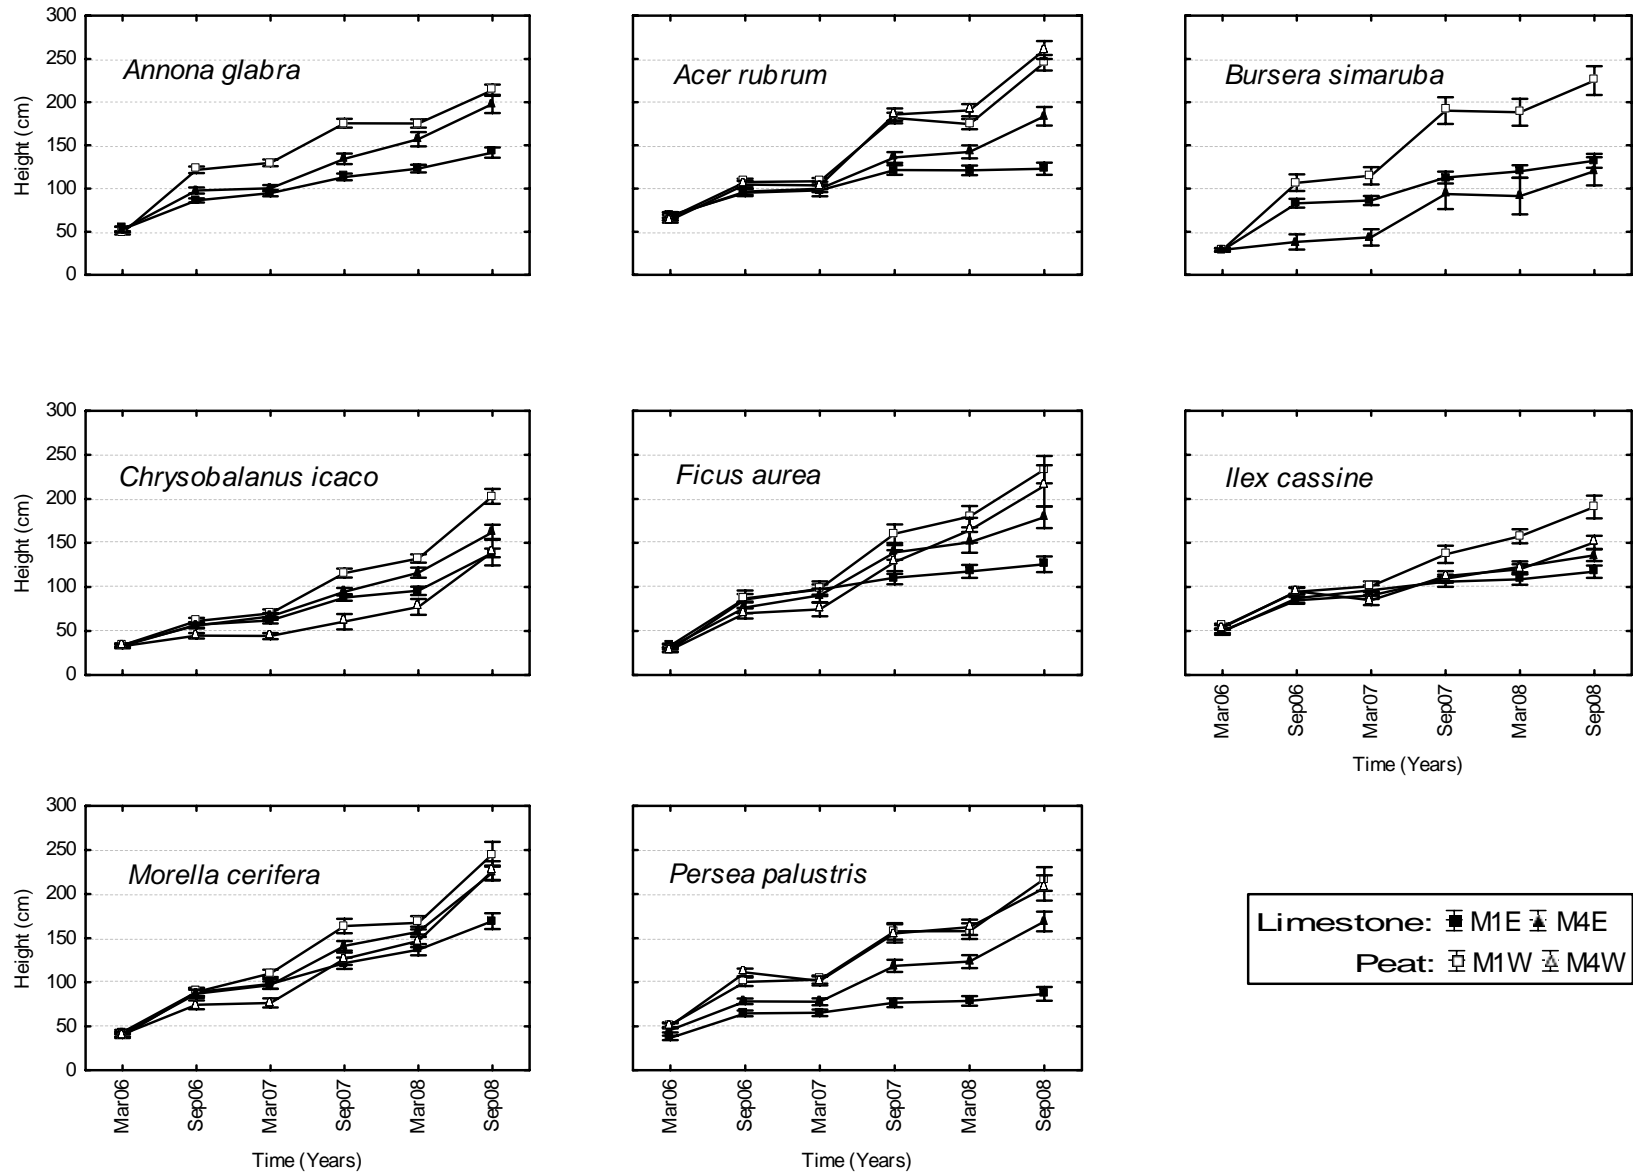 Annona glabra
Acer rubrum
Bursera simaruba
Height (cm)
300
250
200
150
100
50
0
Chrysobalanus icaco
Ficus aurea
Ilex cassine
Height (cm)
300
250
200
150
100
50
0
Mar06
Sep06
Mar07
Sep07
Mar08
Sep08
Time (Years)
Morella cerifera
Persea palustris
Height (cm)
300
250
200
150
100
50
0
Mar06
Sep06
Mar07
Sep07
Mar08
Sep08
Time (Years)
Mar06
Sep06
Mar07
Sep07
Mar08
Sep08
Time (Years)
Limestone: M1E M4E
Peat: M1W M4W